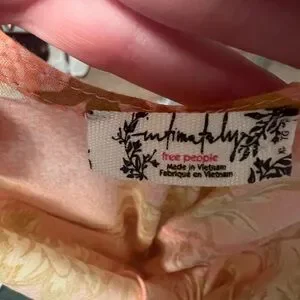 intimately
free people
Made in Vietnam
Fabriqué en Vietnam